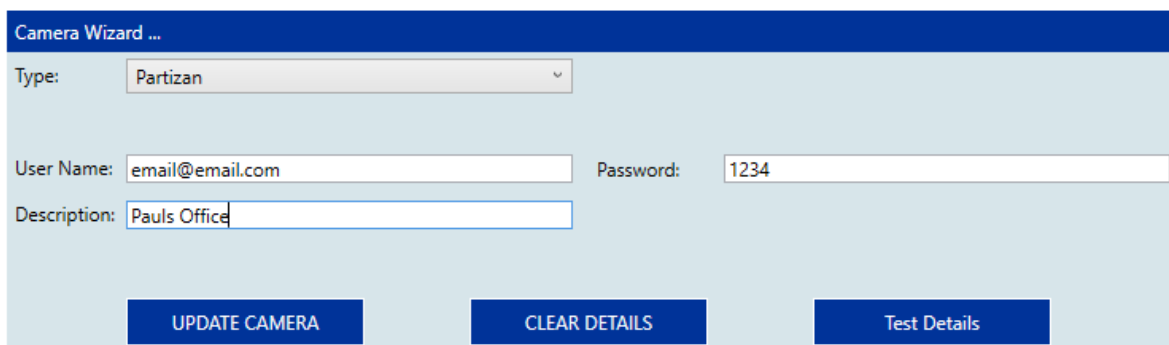 Camera Wizard ...
Type: Partizan
User Name: email@email.com Password: 1234
Description: Pauls Office
UPDATE CAMERA CLEAR DETAILS Test Details